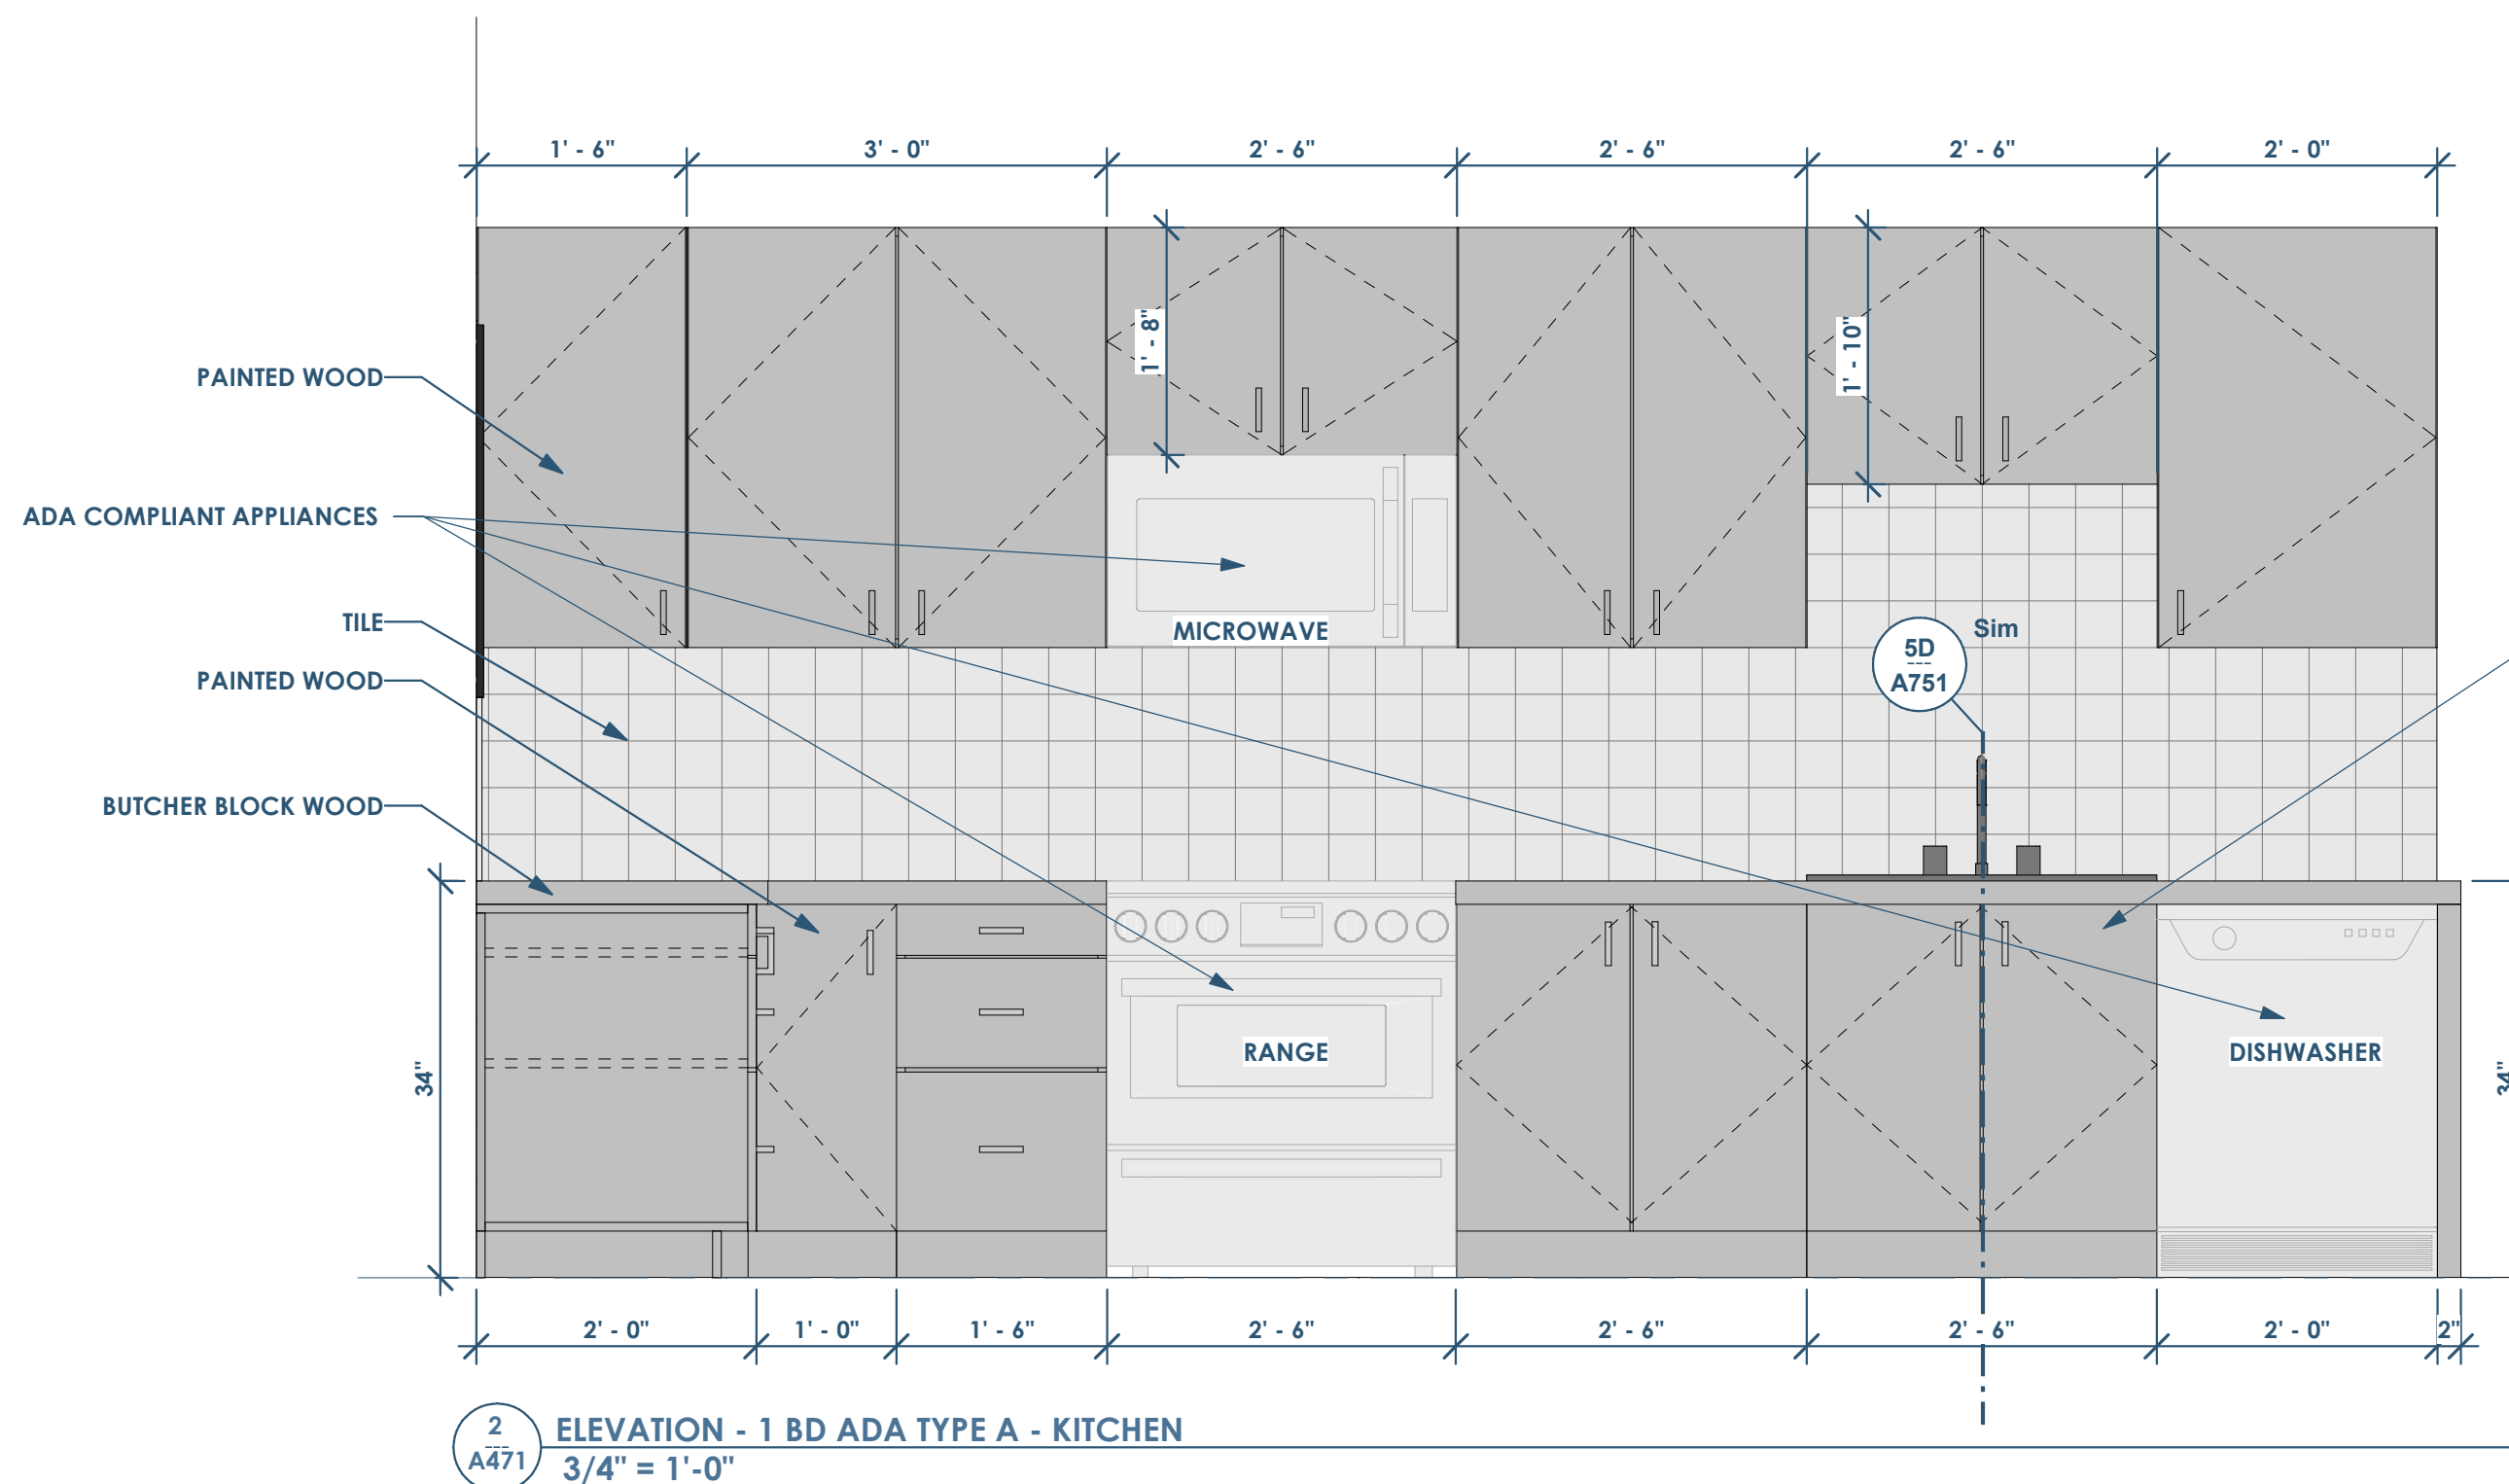 1' - 6"
3' - 0"
2' - 6"
2' - 6"
2' - 6"
2' - 0"
1' - 8"
1' - 10"
PAINTED WOOD
ADA COMPLIANT APPLIANCES
TILE
MICROWAVE
Sim
5D
---
A751
PAINTED WOOD
BUTCHER BLOCK WOOD
RANGE
DISHWASHER
34"
34"
2' - 0"
1' - 0"
1' - 6"
2' - 6"
2' - 6"
2' - 6"
2' - 0"
2"
2
---
A471
ELEVATION - 1 BD ADA TYPE A - KITCHEN
3/4" = 1'-0"